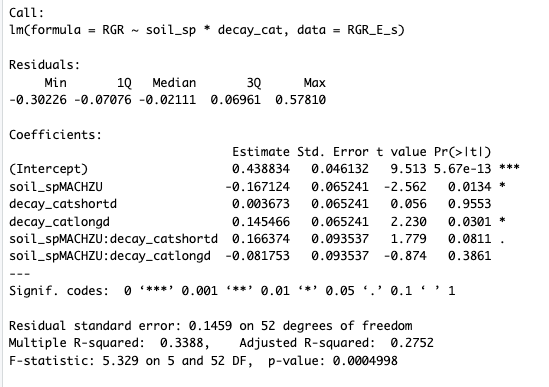 Call:
lm(formula = RGR ~ soil_sp * decay_cat, data = RGR_E_s)

Residuals:
     Min       1Q   Median       3Q      Max
-0.30226 -0.07076 -0.02111  0.06961  0.57810

Coefficients:
                               Estimate Std. Error t value Pr(>|t|)
(Intercept)                    0.438834   0.046132   9.513 5.67e-13 ***
soil_spMACHZU                 -0.167124   0.065241  -2.562   0.0134 *
decay_catshortd                0.003673   0.065241   0.056   0.9553
decay_catlongd                 0.145466   0.065241   2.230   0.0301 *
soil_spMACHZU:decay_catshortd  0.166374   0.093537   1.779   0.0811 .
soil_spMACHZU:decay_catlongd  -0.081753   0.093537  -0.874   0.3861
---
Signif. codes:  0 ‘***’ 0.001 ‘**’ 0.01 ‘*’ 0.05 ‘.’ 0.1 ‘ ’ 1

Residual standard error: 0.1459 on 52 degrees of freedom
Multiple R-squared:  0.3388,    Adjusted R-squared:  0.2752
F-statistic: 5.329 on 5 and 52 DF,  p-value: 0.0004998